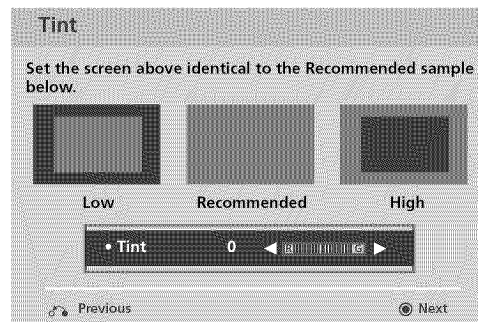 Tint
Set the screen above identical to the Recommended sample
below.
Low Recommended High
• Tint 0 ◀ R G ▶
Previous Next